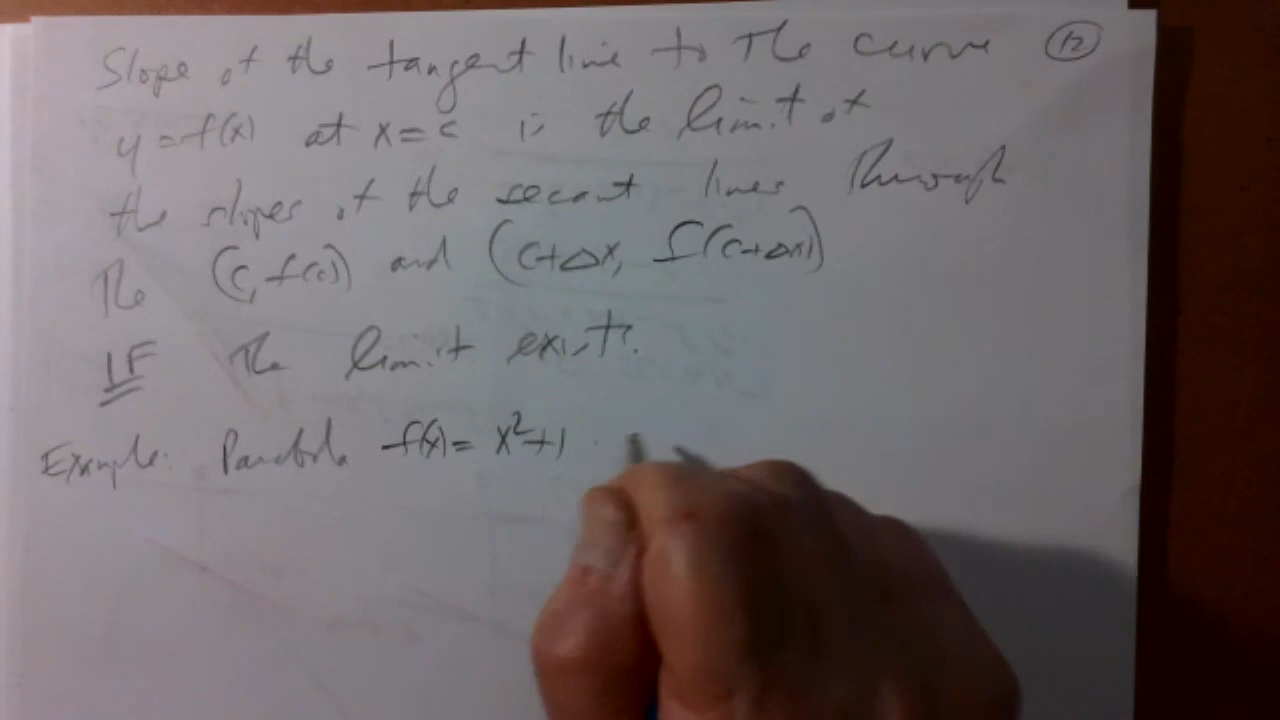 Slope of the tangent line to the curve 12
y = f(x) at x = c is the limit of
the slopes of the secant lines through
the (c, f(c)) and (c+Δx, f(c+Δx))
IF the limit exists.
Example: Parabola f(x) = x²+1